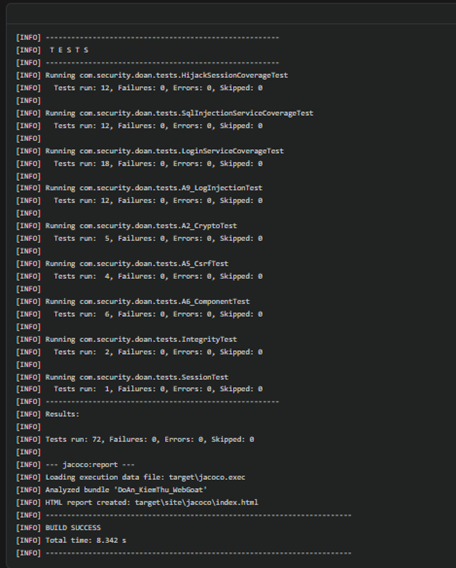 [INFO] -------------------------------------------------------
[INFO]  T E S T S
[INFO] -------------------------------------------------------
[INFO] Running com.security.doan.tests.HijackSessionCoverageTest
[INFO]   Tests run: 12, Failures: 0, Errors: 0, Skipped: 0
[INFO]
[INFO] Running com.security.doan.tests.SqlInjectionServiceCoverageTest
[INFO]   Tests run: 12, Failures: 0, Errors: 0, Skipped: 0
[INFO]
[INFO] Running com.security.doan.tests.LoginServiceCoverageTest
[INFO]   Tests run: 18, Failures: 0, Errors: 0, Skipped: 0
[INFO]
[INFO] Running com.security.doan.tests.A9_LogInjectionTest
[INFO]   Tests run: 12, Failures: 0, Errors: 0, Skipped: 0
[INFO]
[INFO] Running com.security.doan.tests.A2_CryptoTest
[INFO]   Tests run:  5, Failures: 0, Errors: 0, Skipped: 0
[INFO]
[INFO] Running com.security.doan.tests.A5_CsrfTest
[INFO]   Tests run:  4, Failures: 0, Errors: 0, Skipped: 0
[INFO]
[INFO] Running com.security.doan.tests.A6_ComponentTest
[INFO]   Tests run:  6, Failures: 0, Errors: 0, Skipped: 0
[INFO]
[INFO] Running com.security.doan.tests.IntegrityTest
[INFO]   Tests run:  2, Failures: 0, Errors: 0, Skipped: 0
[INFO]
[INFO] Running com.security.doan.tests.SessionTest
[INFO]   Tests run:  1, Failures: 0, Errors: 0, Skipped: 0
[INFO] -------------------------------------------------------
[INFO] Results:
[INFO]
[INFO] Tests run: 72, Failures: 0, Errors: 0, Skipped: 0
[INFO]
[INFO] --- jacoco:report ---
[INFO] Loading execution data file: target\jacoco.exec
[INFO] Analyzed bundle 'DoAn_KiemThu_WebGoat'
[INFO] HTML report created: target\site\jacoco\index.html
[INFO] ------------------------------------------------------------------------
[INFO] BUILD SUCCESS
[INFO] Total time: 8.342 s
[INFO] ------------------------------------------------------------------------